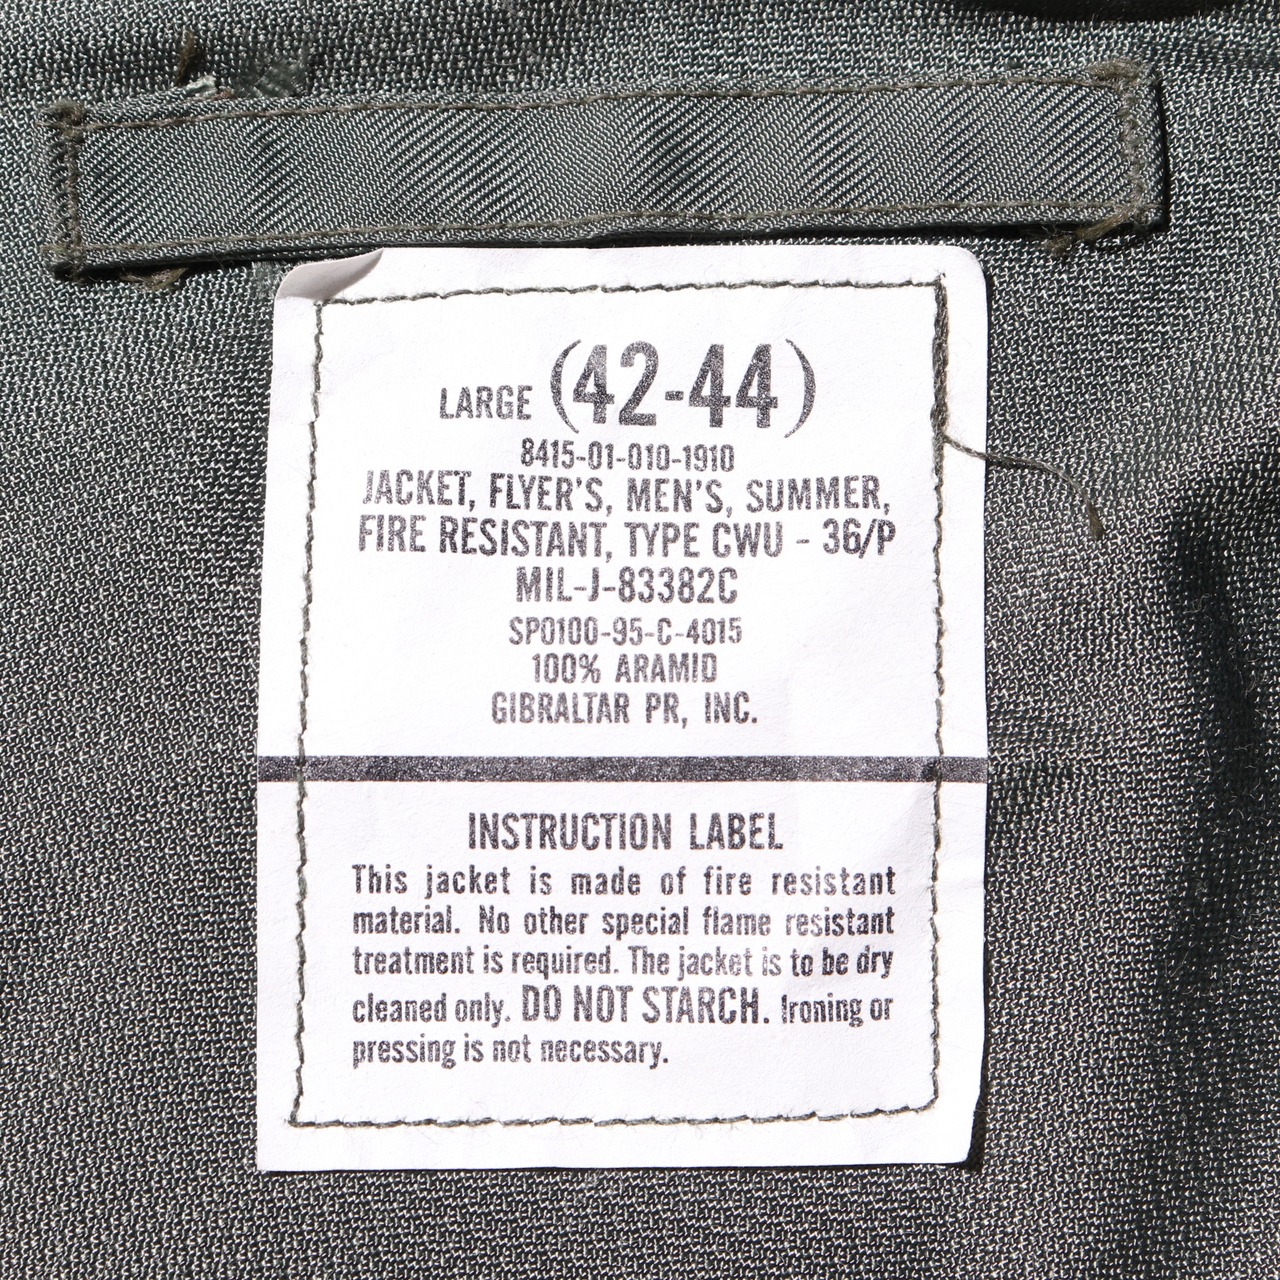 LARGE (42-44)
8415-01-010-1910
JACKET, FLYER'S, MEN'S, SUMMER,
FIRE RESISTANT, TYPE CWU - 36/P
MIL-J-83382C
SP0100-95-C-4015
100% ARAMID
GIBRALTAR PR, INC.
INSTRUCTION LABEL
This jacket is made of fire resistant
material. No other special flame resistant
treatment is required. The jacket is to be dry
cleaned only. DO NOT STARCH. Ironing or
pressing is not necessary.